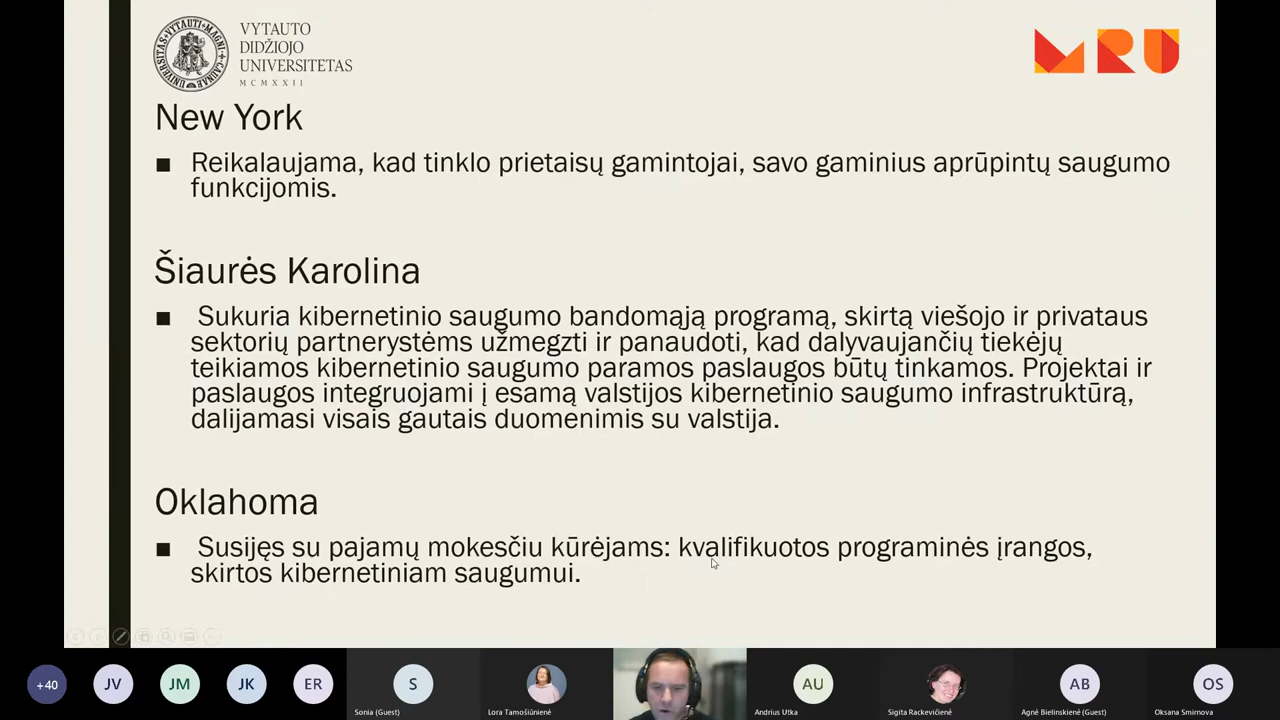 VYTAUTO
DIDŽIOJO
UNIVERSITETAS
MCMXXII
MRU
New York
■ Reikalaujama, kad tinklo prietaisų gamintojai, savo gaminius aprūpintų saugumo
funkcijomis.
Šiaurės Karolina
■ Sukuria kibernetinio saugumo bandomąją programą, skirtą viešojo ir privataus
sektorių partnerystėms užmegzti ir panaudoti, kad dalyvaujančių tiekėjų
teikiamos kibernetinio saugumo paramos paslaugos būtų tinkamos. Projektai ir
paslaugos integruojami į esamą valstijos kibernetinio saugumo infrastruktūrą,
dalijamasi visais gautais duomenimis su valstija.
Oklahoma
■ Susijęs su pajamų mokesčiu kūrėjams: kvalifikuotos programinės įrangos,
skirtos kibernetiniam saugumui.
+40 JV JM JK ER S AU AB OS
Sonia (Guest) Lora Tamošiūnienė Andrius Utka Sigita Rackevičienė Agnė Bielinskienė (Guest) Oksana Smirnova